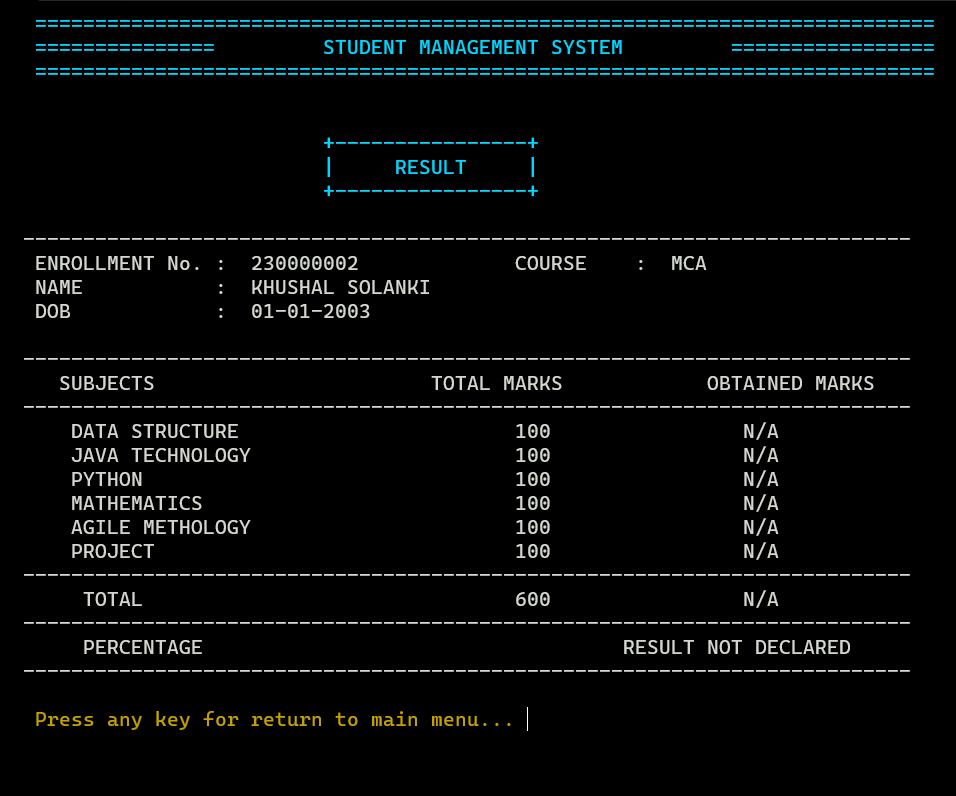 ===========================================================================
===============         STUDENT MANAGEMENT SYSTEM         =================
===========================================================================
+----------------+
|     RESULT     |
+----------------+
--------------------------------------------------------------------------
ENROLLMENT No. :  230000002             COURSE    :  MCA
NAME           :  KHUSHAL SOLANKI
DOB            :  01-01-2003
--------------------------------------------------------------------------
SUBJECTS                       TOTAL MARKS            OBTAINED MARKS
--------------------------------------------------------------------------
DATA STRUCTURE                       100                N/A
JAVA TECHNOLOGY                      100                N/A
PYTHON                               100                N/A
MATHEMATICS                          100                N/A
AGILE METHOLOGY                      100                N/A
PROJECT                              100                N/A
--------------------------------------------------------------------------
TOTAL                               600                N/A
--------------------------------------------------------------------------
PERCENTAGE                                   RESULT NOT DECLARED
--------------------------------------------------------------------------
Press any key for return to main menu...